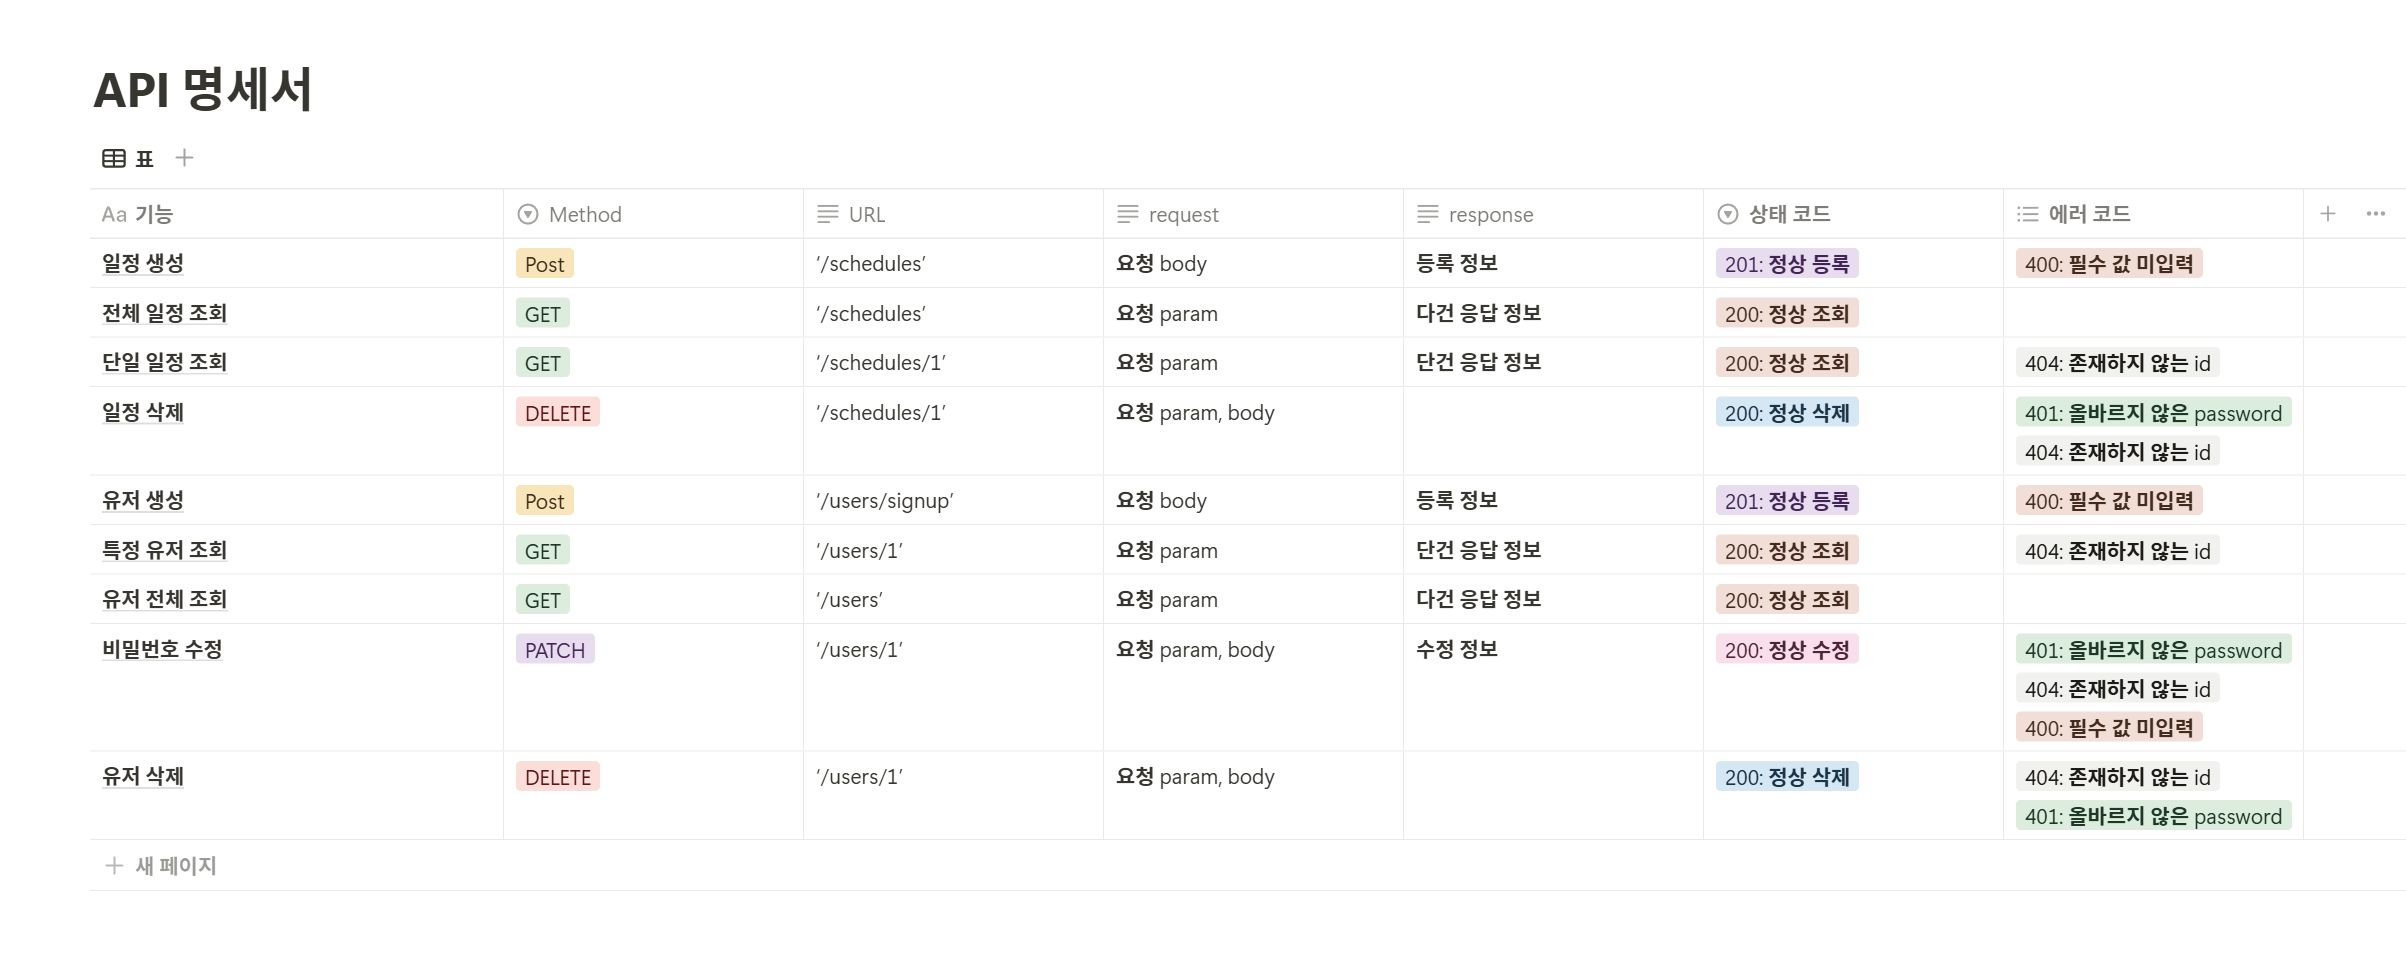 API 명세서
표
Aa 기능 Method URL request response 상태 코드 에러 코드
일정 생성 Post ‘/schedules’ 요청 body 등록 정보 201: 정상 등록 400: 필수 값 미입력
전체 일정 조회 GET ‘/schedules’ 요청 param 다건 응답 정보 200: 정상 조회
단일 일정 조회 GET ‘/schedules/1’ 요청 param 단건 응답 정보 200: 정상 조회 404: 존재하지 않는 id
일정 삭제 DELETE ‘/schedules/1’ 요청 param, body 200: 정상 삭제 401: 올바르지 않은 password
404: 존재하지 않는 id
유저 생성 Post ‘/users/signup’ 요청 body 등록 정보 201: 정상 등록 400: 필수 값 미입력
특정 유저 조회 GET ‘/users/1’ 요청 param 단건 응답 정보 200: 정상 조회 404: 존재하지 않는 id
유저 전체 조회 GET ‘/users’ 요청 param 다건 응답 정보 200: 정상 조회
비밀번호 수정 PATCH ‘/users/1’ 요청 param, body 수정 정보 200: 정상 수정 401: 올바르지 않은 password
404: 존재하지 않는 id
400: 필수 값 미입력
유저 삭제 DELETE ‘/users/1’ 요청 param, body 200: 정상 삭제 404: 존재하지 않는 id
401: 올바르지 않은 password
새 페이지